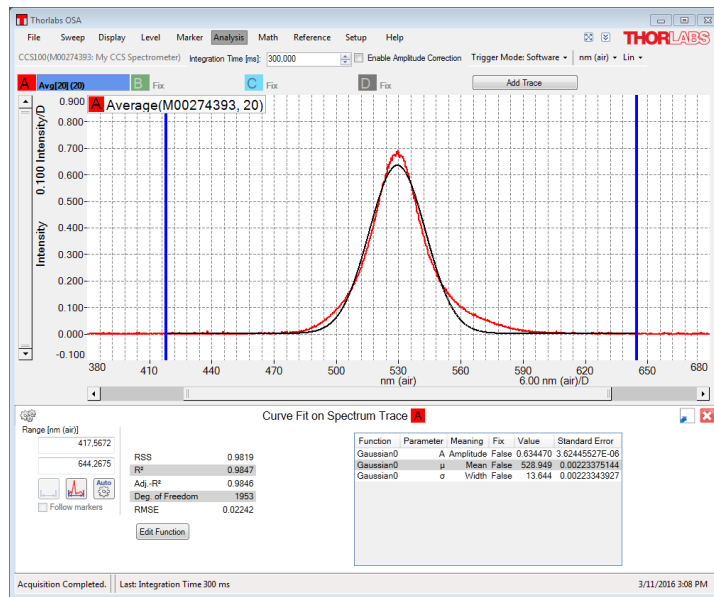 Thorlabs OSA
File Sweep Display Level Marker Analysis Math Reference Setup Help
THORLABS
CCS100(M00274393: My CCS Spectrometer) Integration Time [ms]: 300,000 Enable Amplitude Correction Trigger Mode: Software nm (air) Lin
A Avg[20] (20) B Fix C Fix D Fix Add Trace
A Average(M00274393, 20)
0.100 Intensity/D
Intensity
0.900
0.800
0.700
0.600
0.500
0.400
0.300
0.200
0.100
0.000
-0.100
380 410 440 470 500 530 560 590 620 650 680
nm (air) 6.00 nm (air)/D
Curve Fit on Spectrum Trace A
Range [nm (air)]
417,5672
644,2675
Auto
Follow markers
RSS 0.9819
R² 0.9847
Adj.-R² 0.9846
Deg. of Freedom 1953
RMSE 0.02242
Edit Function
Function Parameter Meaning Fix Value Standard Error
Gaussian0 A Amplitude False 0.634470 3.62445527E-06
Gaussian0 μ Mean False 528.949 0.00223375144
Gaussian0 σ Width False 13.644 0.00223343927
Acquisition Completed. Last: Integration Time 300 ms 3/11/2016 3:08 PM